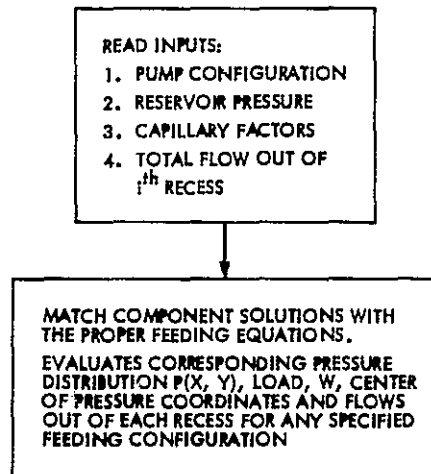 READ INPUTS:
1. PUMP CONFIGURATION
2. RESERVOIR PRESSURE
3. CAPILLARY FACTORS
4. TOTAL FLOW OUT OF
ith RECESS
MATCH COMPONENT SOLUTIONS WITH
THE PROPER FEEDING EQUATIONS.
EVALUATES CORRESPONDING PRESSURE
DISTRIBUTION P(X, Y), LOAD, W, CENTER
OF PRESSURE COORDINATES AND FLOWS
OUT OF EACH RECESS FOR ANY SPECIFIED
FEEDING CONFIGURATION